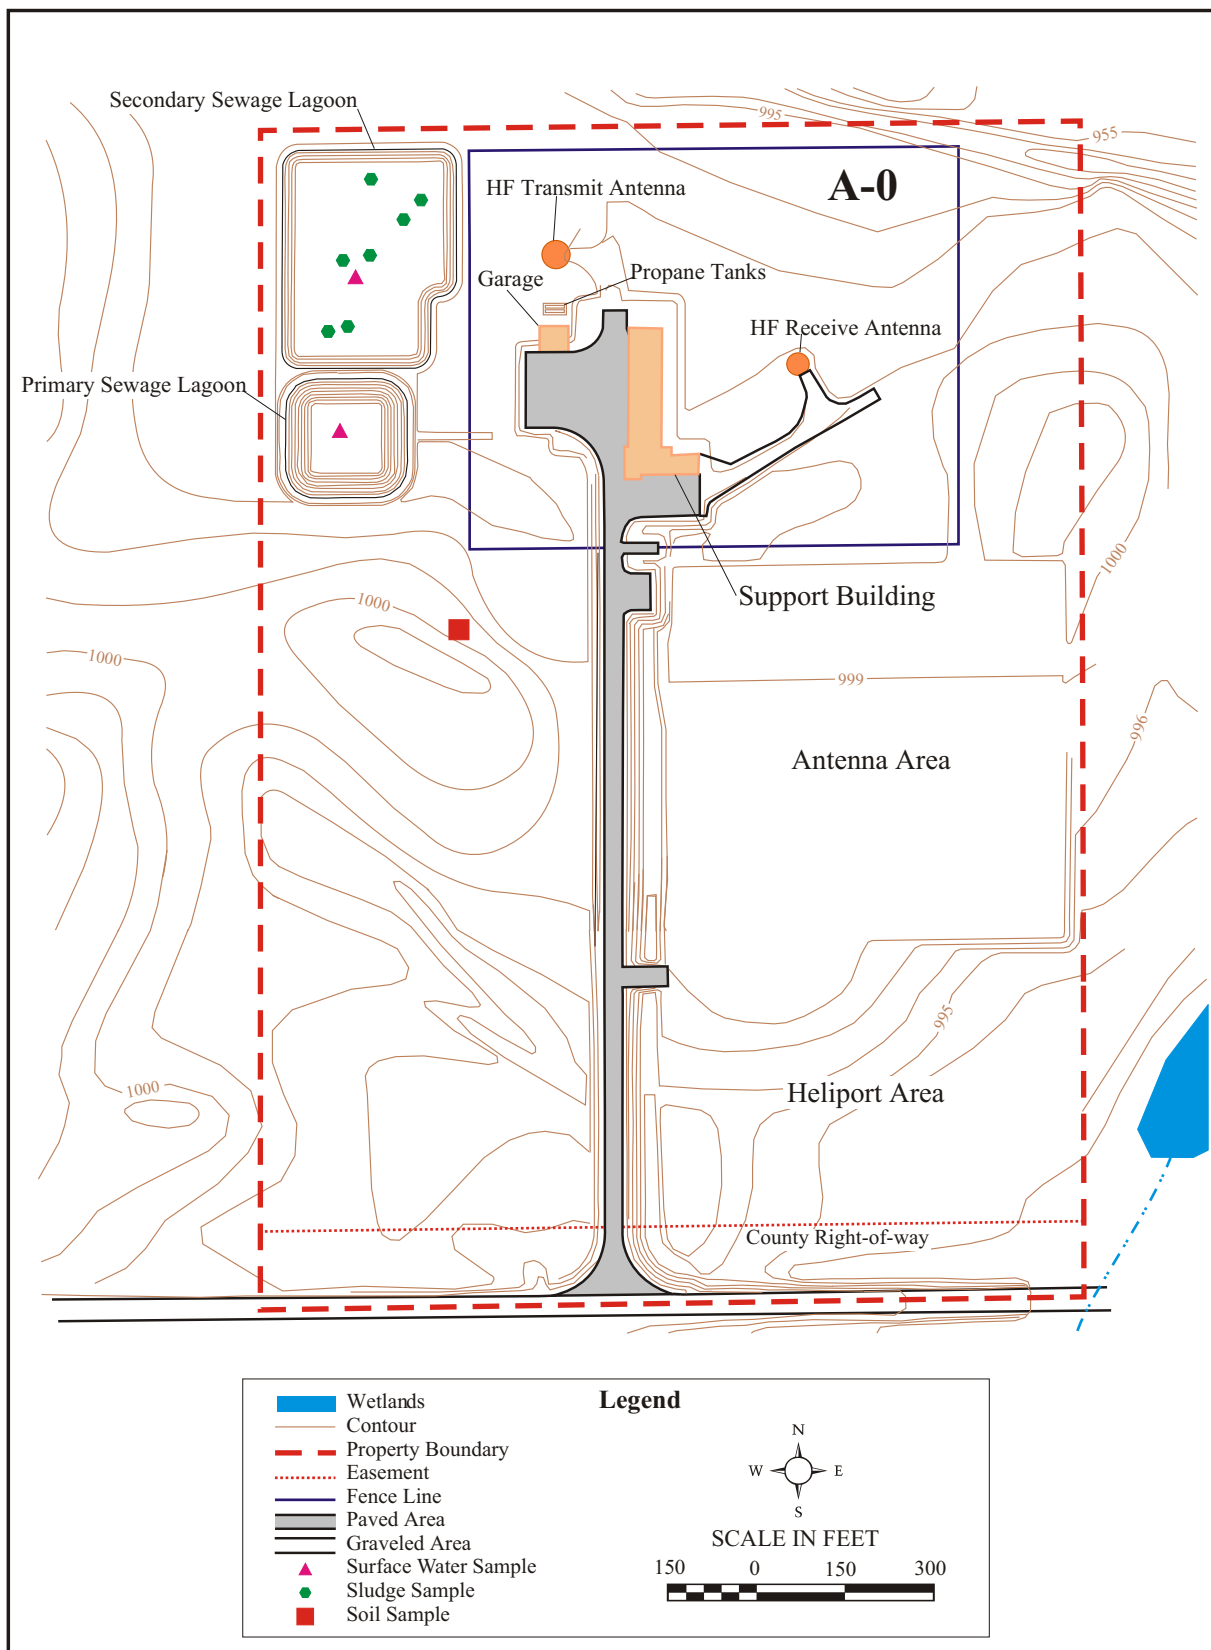 Secondary Sewage Lagoon
995
955
A-0
HF Transmit Antenna
Propane Tanks
Garage
HF Receive Antenna
Primary Sewage Lagoon
1000
Support Building
1000
1000
999
996
Antenna Area
995
1000
Heliport Area
County Right-of-way
Legend
Wetlands
Contour
Property Boundary
Easement
Fence Line
Paved Area
Graveled Area
Surface Water Sample
Sludge Sample
Soil Sample
N
W E
S
SCALE IN FEET
150 0 150 300